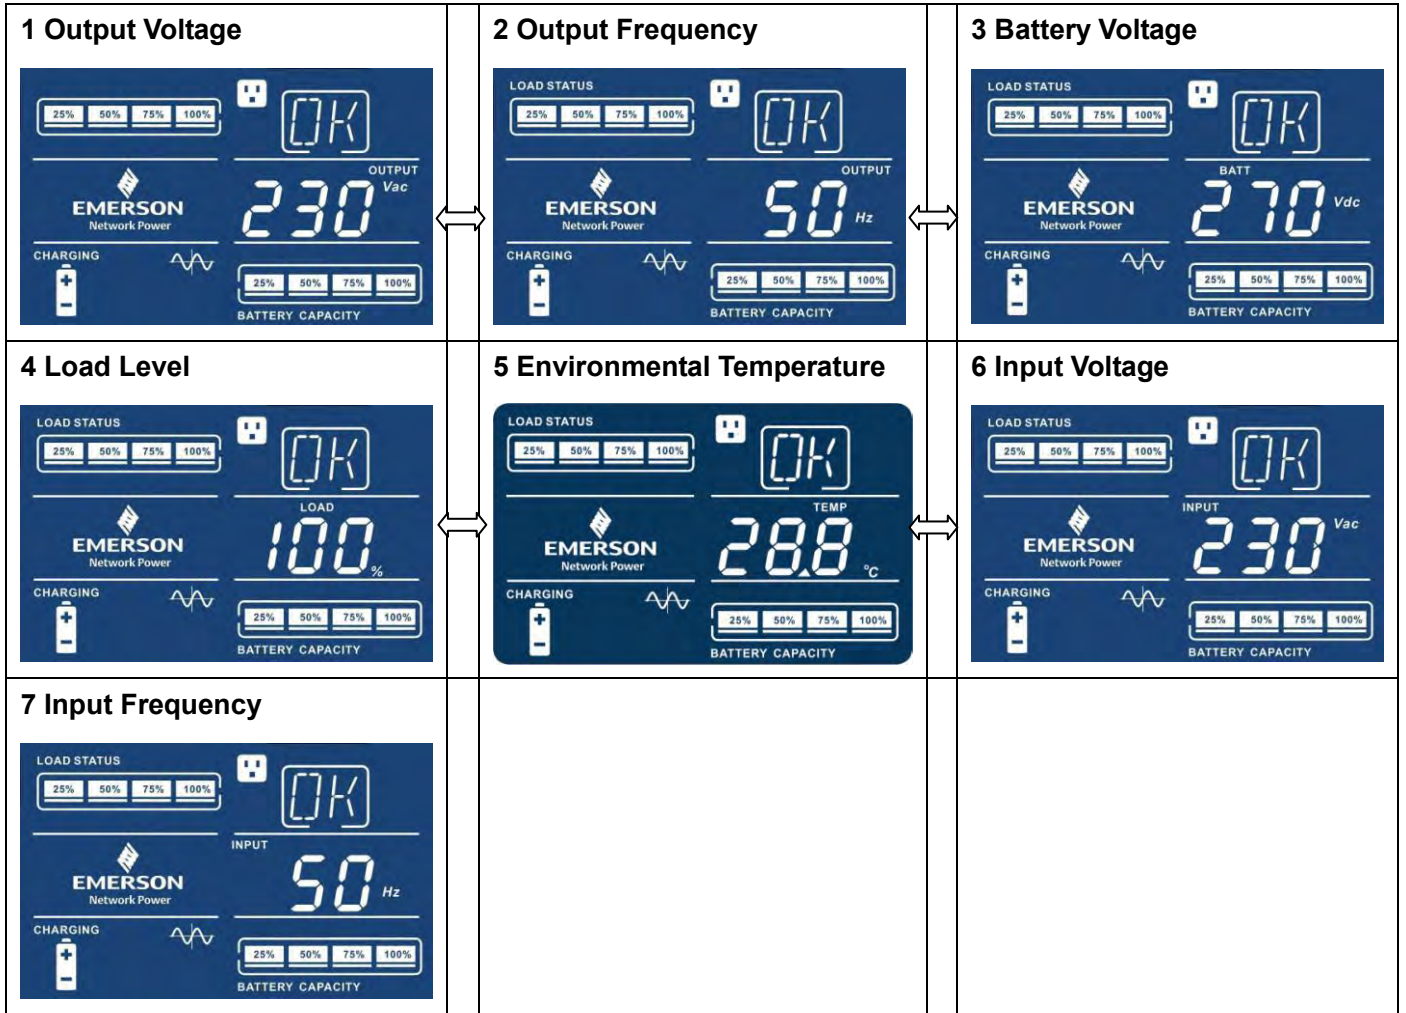 1 Output Voltage
25% 50% 75% 100%
OK
OUTPUT
230 Vac
EMERSON
Network Power
CHARGING
+
-
25% 50% 75% 100%
BATTERY CAPACITY
2 Output Frequency
LOAD STATUS
25% 50% 75% 100%
OK
OUTPUT
50 Hz
EMERSON
Network Power
CHARGING
+
-
25% 50% 75% 100%
BATTERY CAPACITY
3 Battery Voltage
LOAD STATUS
25% 50% 75% 100%
OK
BATT
270 Vdc
EMERSON
Network Power
CHARGING
+
-
25% 50% 75% 100%
BATTERY CAPACITY
4 Load Level
LOAD STATUS
25% 50% 75% 100%
OK
LOAD
100%
EMERSON
Network Power
CHARGING
+
-
25% 50% 75% 100%
BATTERY CAPACITY
5 Environmental Temperature
LOAD STATUS
25% 50% 75% 100%
OK
TEMP
28.8 °C
EMERSON
Network Power
CHARGING
+
-
25% 50% 75% 100%
BATTERY CAPACITY
6 Input Voltage
LOAD STATUS
25% 50% 75% 100%
OK
INPUT
230 Vac
EMERSON
Network Power
CHARGING
+
-
25% 50% 75% 100%
BATTERY CAPACITY
7 Input Frequency
LOAD STATUS
25% 50% 75% 100%
OK
INPUT
50 Hz
EMERSON
Network Power
CHARGING
+
-
25% 50% 75% 100%
BATTERY CAPACITY